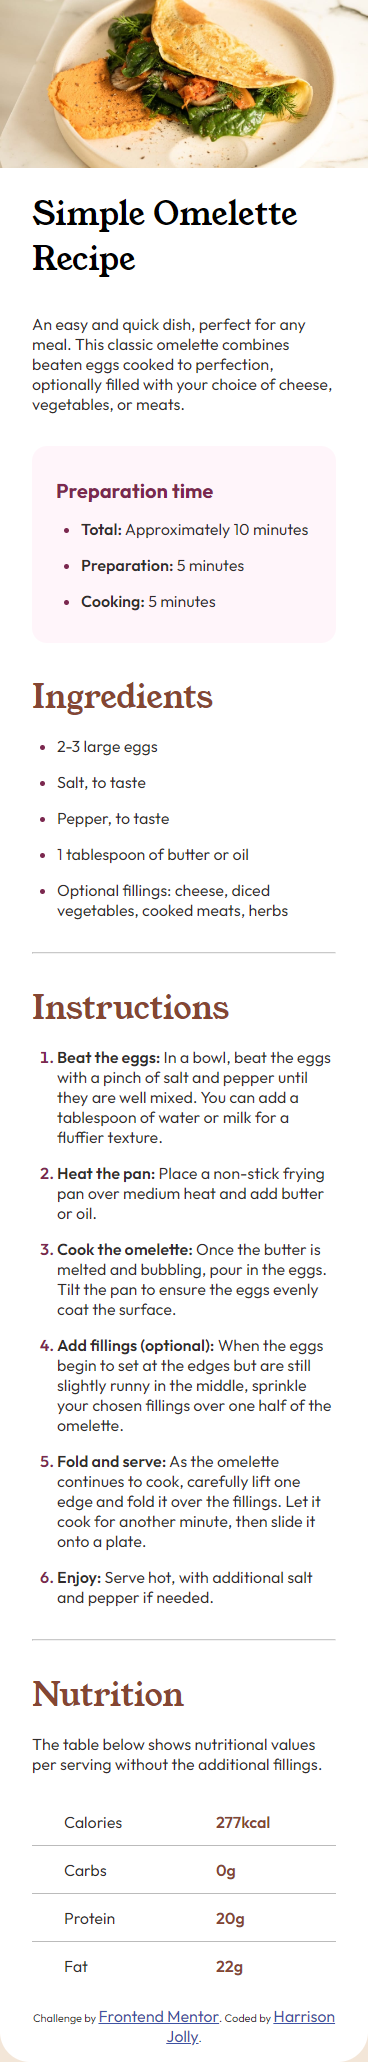 Simple Omelette
Recipe
An easy and quick dish, perfect for any
meal. This classic omelette combines
beaten eggs cooked to perfection,
optionally filled with your choice of cheese,
vegetables, or meats.
Preparation time
• Total: Approximately 10 minutes
• Preparation: 5 minutes
• Cooking: 5 minutes
Ingredients
• 2-3 large eggs
• Salt, to taste
• Pepper, to taste
• 1 tablespoon of butter or oil
• Optional fillings: cheese, diced
vegetables, cooked meats, herbs
Instructions
1. Beat the eggs: In a bowl, beat the eggs
with a pinch of salt and pepper until
they are well mixed. You can add a
tablespoon of water or milk for a
fluffier texture.
2. Heat the pan: Place a non-stick frying
pan over medium heat and add butter
or oil.
3. Cook the omelette: Once the butter is
melted and bubbling, pour in the eggs.
Tilt the pan to ensure the eggs evenly
coat the surface.
4. Add fillings (optional): When the eggs
begin to set at the edges but are still
slightly runny in the middle, sprinkle
your chosen fillings over one half of the
omelette.
5. Fold and serve: As the omelette
continues to cook, carefully lift one
edge and fold it over the fillings. Let it
cook for another minute, then slide it
onto a plate.
6. Enjoy: Serve hot, with additional salt
and pepper if needed.
Nutrition
The table below shows nutritional values
per serving without the additional fillings.
Calories 277kcal
Carbs 0g
Protein 20g
Fat 22g
Challenge by Frontend Mentor. Coded by Harrison
Jolly.